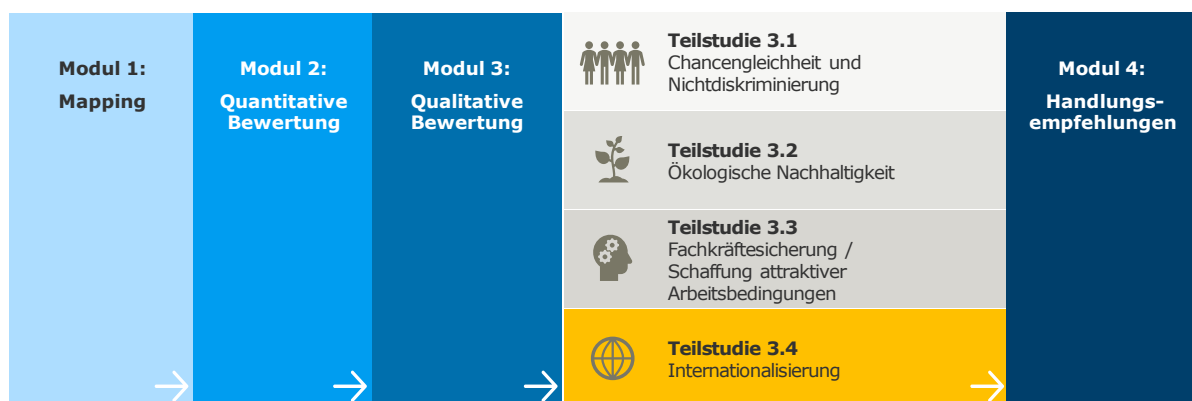 Modul 1:
Mapping
Modul 2:
Quantitative
Bewertung
Modul 3:
Qualitative
Bewertung
Teilstudie 3.1
Chancengleichheit und
Nichtdiskriminierung
Teilstudie 3.2
Ökologische Nachhaltigkeit
Teilstudie 3.3
Fachkräftesicherung /
Schaffung attraktiver
Arbeitsbedingungen
Teilstudie 3.4
Internationalisierung
Modul 4:
Handlungs-
empfehlungen